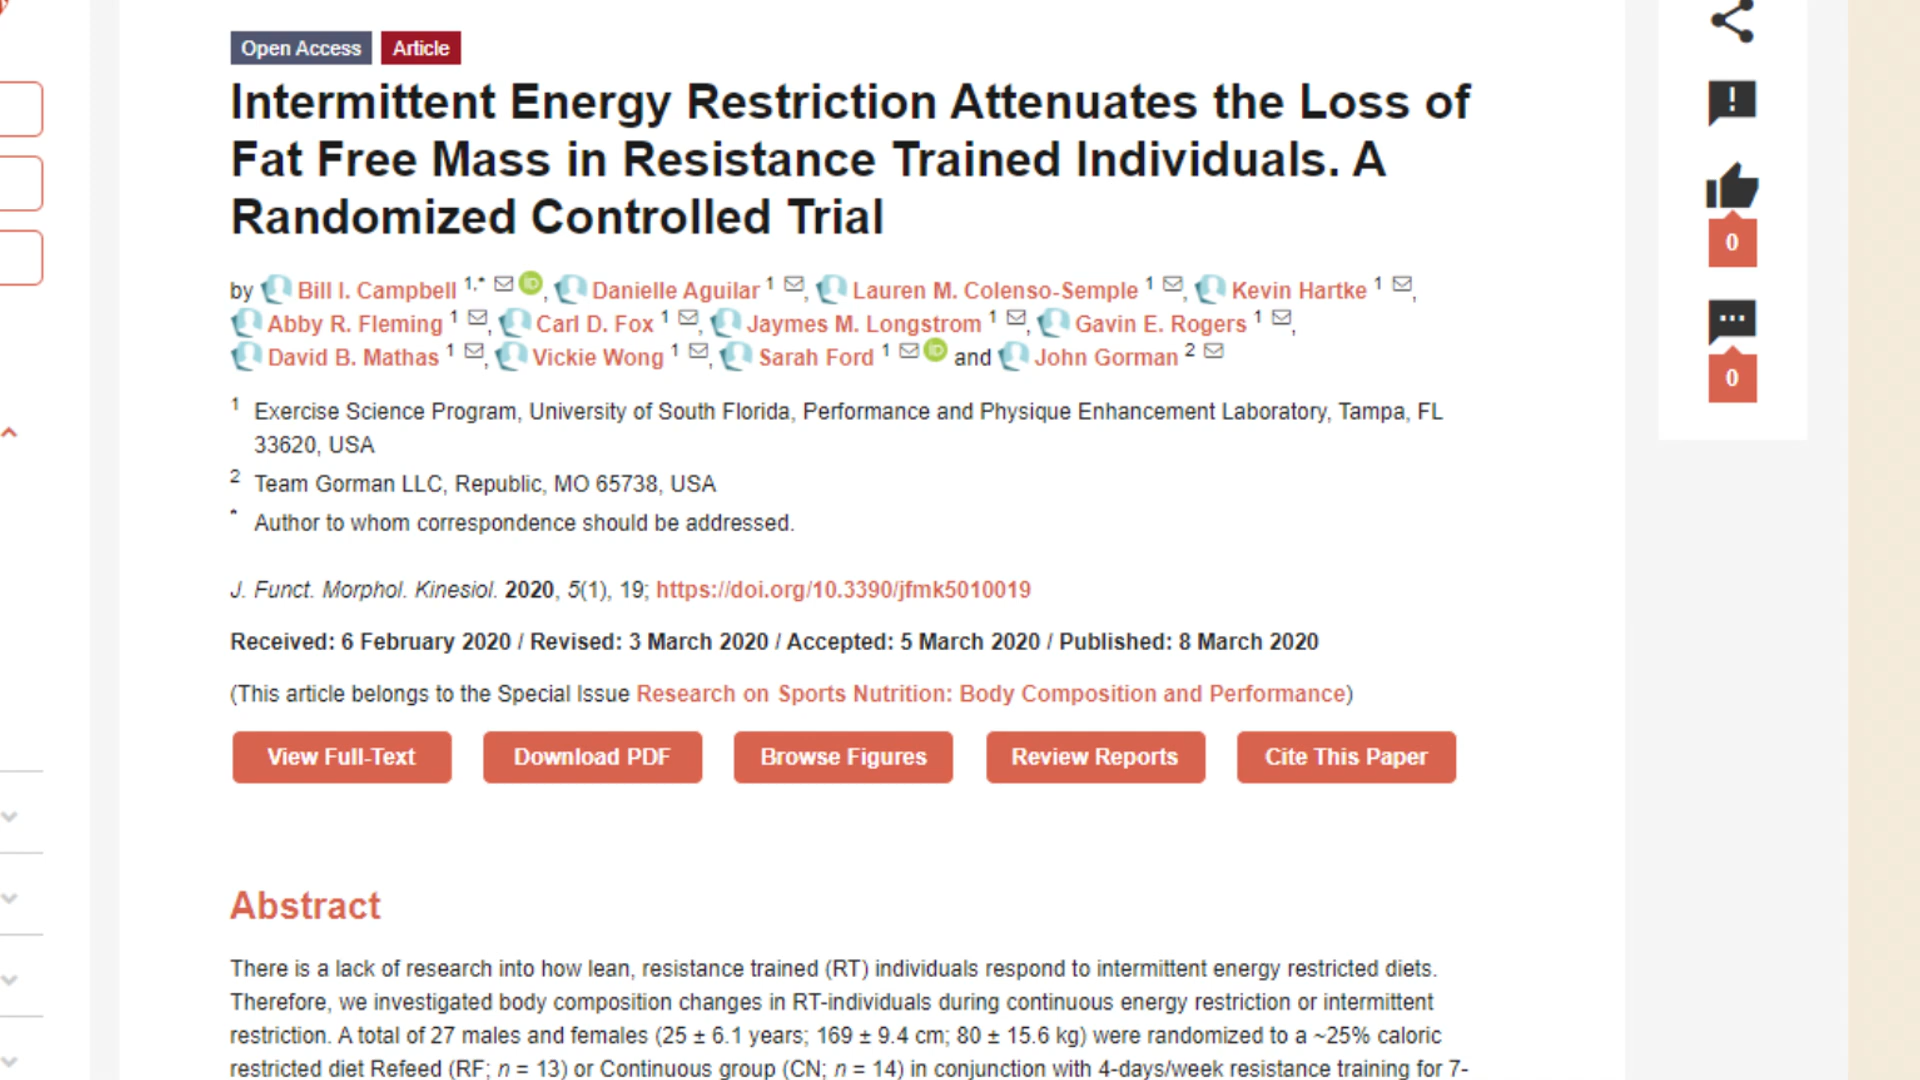 Open Access Article
Intermittent Energy Restriction Attenuates the Loss of
Fat Free Mass in Resistance Trained Individuals. A
Randomized Controlled Trial
by Bill I. Campbell 1,* iD, Danielle Aguilar 1, Lauren M. Colenso-Semple 1, Kevin Hartke 1,
Abby R. Fleming 1, Carl D. Fox 1, Jaymes M. Longstrom 1, Gavin E. Rogers 1,
David B. Mathas 1, Vickie Wong 1, Sarah Ford 1 iD and John Gorman 2
1 Exercise Science Program, University of South Florida, Performance and Physique Enhancement Laboratory, Tampa, FL
33620, USA
2 Team Gorman LLC, Republic, MO 65738, USA
* Author to whom correspondence should be addressed.
J. Funct. Morphol. Kinesiol. 2020, 5(1), 19; https://doi.org/10.3390/jfmk5010019
Received: 6 February 2020 / Revised: 3 March 2020 / Accepted: 5 March 2020 / Published: 8 March 2020
(This article belongs to the Special Issue Research on Sports Nutrition: Body Composition and Performance)
View Full-Text
Download PDF
Browse Figures
Review Reports
Cite This Paper
Abstract
There is a lack of research into how lean, resistance trained (RT) individuals respond to intermittent energy restricted diets.
Therefore, we investigated body composition changes in RT-individuals during continuous energy restriction or intermittent
restriction. A total of 27 males and females (25 ± 6.1 years; 169 ± 9.4 cm; 80 ± 15.6 kg) were randomized to a ~25% caloric
restricted diet Refeed (RF; n = 13) or Continuous group (CN; n = 14) in conjunction with 4-days/week resistance training for 7-
0
0